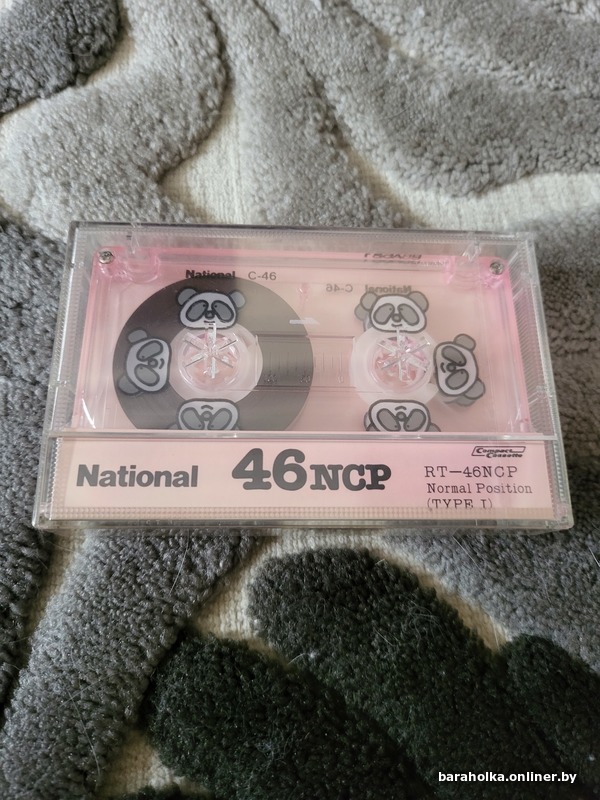 National C-46
National C-46
National 46NCP
Compact Cassette
RT-46NCP
Normal Position
(TYPE I)
baraholka.onliner.by